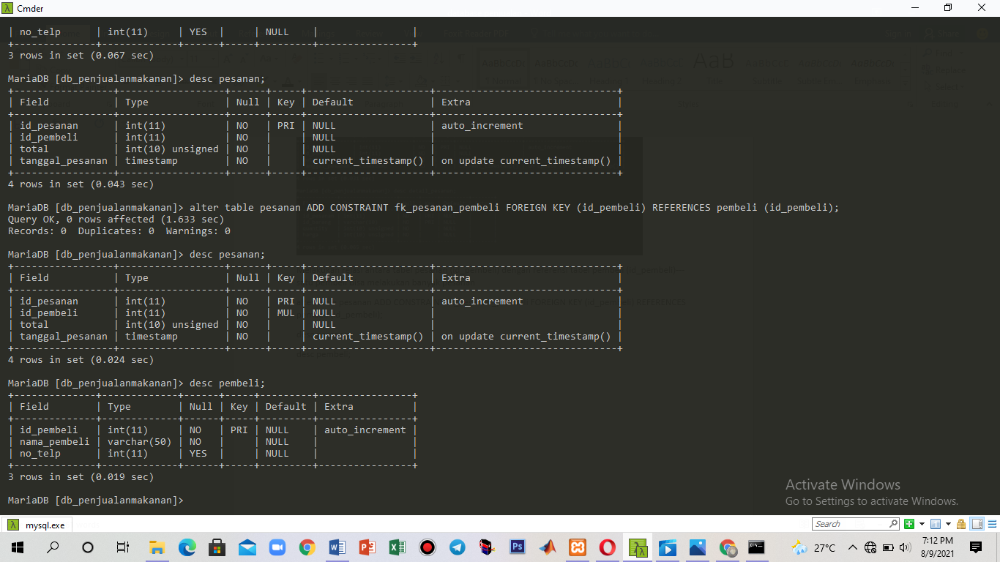 Cmder
| no_telp      | int(11)     | YES  |     | NULL    |                |
+--------------+-------------+------+-----+---------+----------------+
3 rows in set (0.067 sec)
MariaDB [db_penjualanmakanan]> desc pesanan;
+-----------------+------------------+------+-----+---------------------+-------------------------------+
| Field           | Type             | Null | Key | Default             | Extra                         |
+-----------------+------------------+------+-----+---------------------+-------------------------------+
| id_pesanan      | int(11)          | NO   | PRI | NULL                | auto_increment                |
| id_pembeli      | int(11)          | NO   |     | NULL                |                               |
| total           | int(10) unsigned | NO   |     | NULL                |                               |
| tanggal_pesanan | timestamp        | NO   |     | current_timestamp() | on update current_timestamp() |
+-----------------+------------------+------+-----+---------------------+-------------------------------+
4 rows in set (0.043 sec)
MariaDB [db_penjualanmakanan]> alter table pesanan ADD CONSTRAINT fk_pesanan_pembeli FOREIGN KEY (id_pembeli) REFERENCES pembeli (id_pembeli);
Query OK, 0 rows affected (1.633 sec)
Records: 0  Duplicates: 0  Warnings: 0
MariaDB [db_penjualanmakanan]> desc pesanan;
+-----------------+------------------+------+-----+---------------------+-------------------------------+
| Field           | Type             | Null | Key | Default             | Extra                         |
+-----------------+------------------+------+-----+---------------------+-------------------------------+
| id_pesanan      | int(11)          | NO   | PRI | NULL                | auto_increment                |
| id_pembeli      | int(11)          | NO   | MUL | NULL                |                               |
| total           | int(10) unsigned | NO   |     | NULL                |                               |
| tanggal_pesanan | timestamp        | NO   |     | current_timestamp() | on update current_timestamp() |
+-----------------+------------------+------+-----+---------------------+-------------------------------+
4 rows in set (0.024 sec)
MariaDB [db_penjualanmakanan]> desc pembeli;
+--------------+-------------+------+-----+---------+----------------+
| Field        | Type        | Null | Key | Default | Extra          |
+--------------+-------------+------+-----+---------+----------------+
| id_pembeli   | int(11)     | NO   | PRI | NULL    | auto_increment |
| nama_pembeli | varchar(50) | NO   |     | NULL    |                |
| no_telp      | int(11)     | YES  |     | NULL    |                |
+--------------+-------------+------+-----+---------+----------------+
3 rows in set (0.019 sec)
MariaDB [db_penjualanmakanan]>
Activate Windows
Go to Settings to activate Windows.
mysql.exe
Search
27°C
7:12 PM
8/9/2021